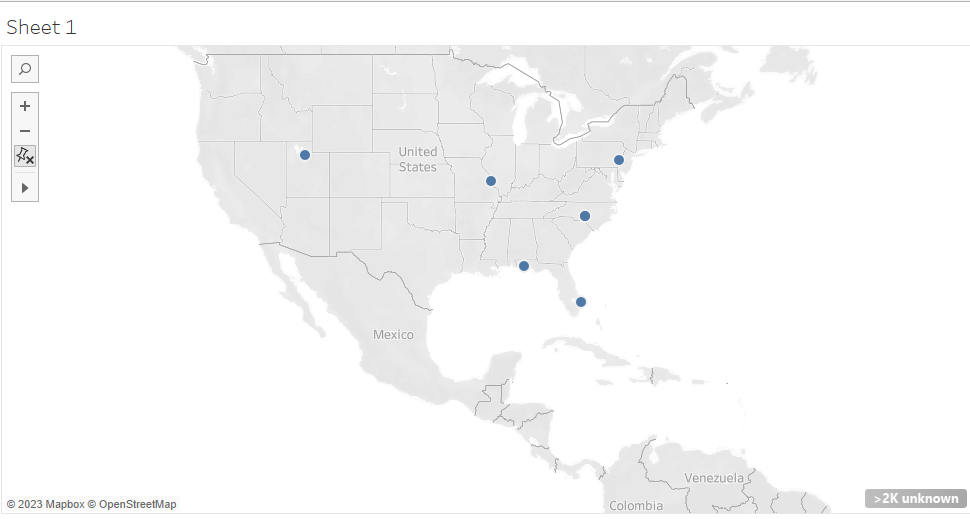 Sheet 1
United
States
Mexico
Venezuela
Colombia
© 2023 Mapbox © OpenStreetMap
>2K unknown